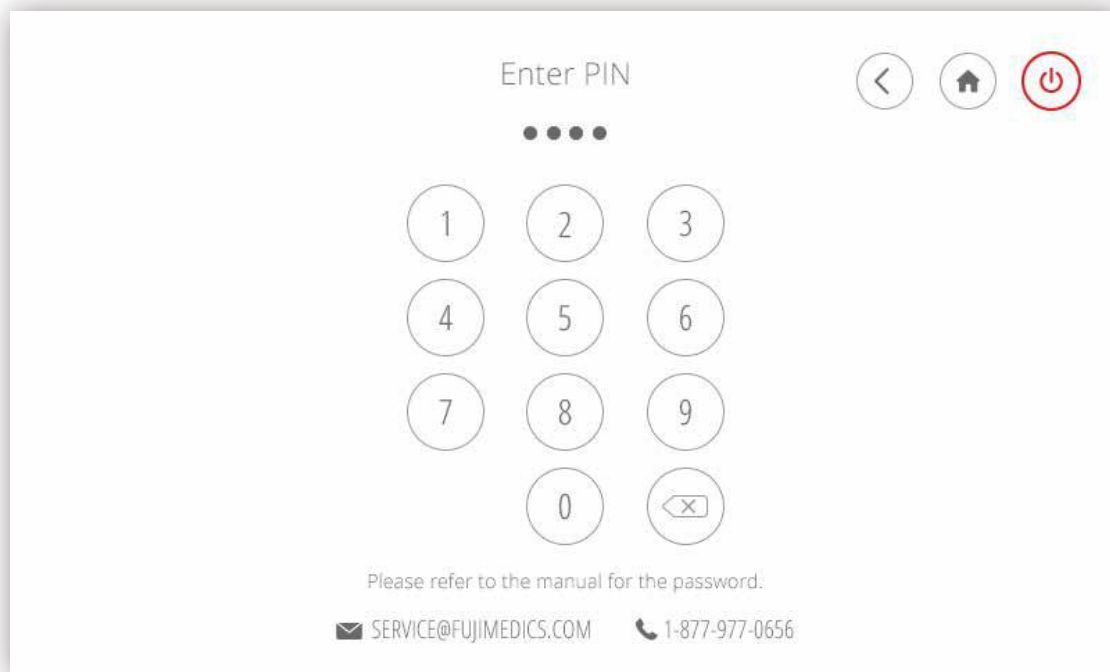 Enter PIN
1 2 3
4 5 6
7 8 9
0
Please refer to the manual for the password.
SERVICE@FUJIMEDICS.COM 1-877-977-0656